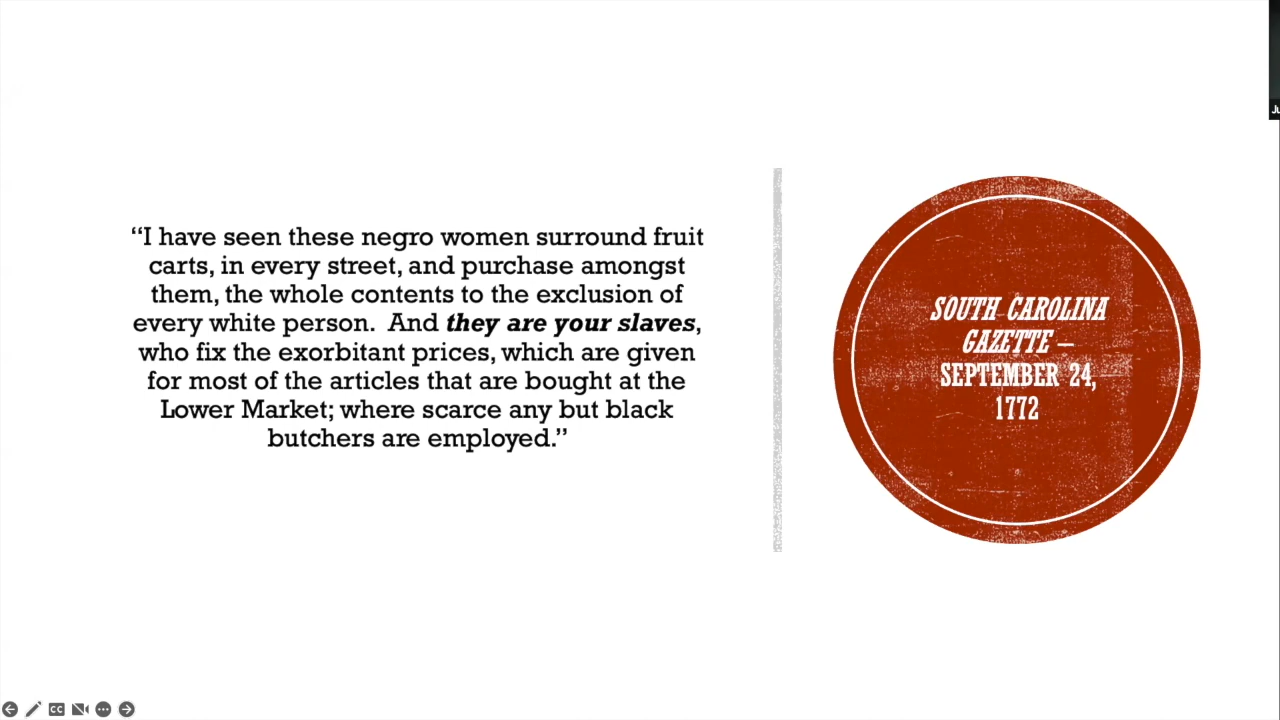 “I have seen these negro women surround fruit
carts, in every street, and purchase amongst
them, the whole contents to the exclusion of
every white person.  And they are your slaves,
who fix the exorbitant prices, which are given
for most of the articles that are bought at the
Lower Market; where scarce any but black
butchers are employed.”
SOUTH CAROLINA
GAZETTE –
SEPTEMBER 24,
1772
CC